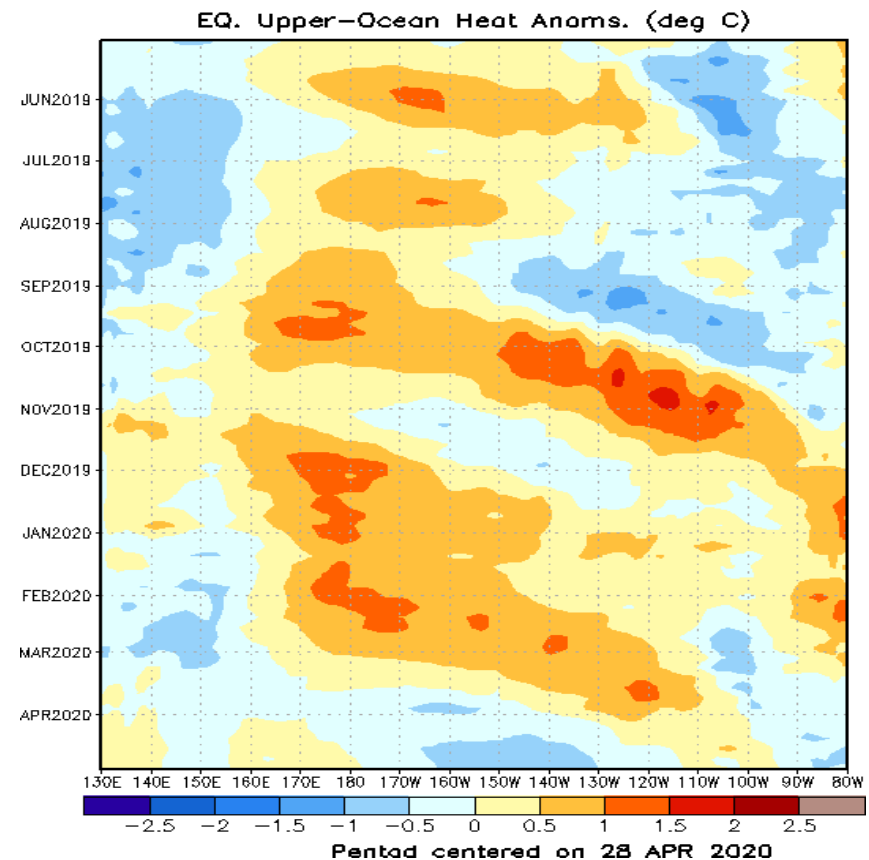 EQ. Upper-Ocean Heat Anoms. (deg C)
JUN2019
JUL2019
AUG2019
SEP2019
OCT2019
NOV2019
DEC2019
JAN2020
FEB2020
MAR2020
APR2020
130E 140E 150E 160E 170E 180 170W 160W 150W 140W 130W 120W 110W 100W 90W 80W
-2.5 -2 -1.5 -1 -0.5 0 0.5 1 1.5 2 2.5
Pentad centered on 28 APR 2020